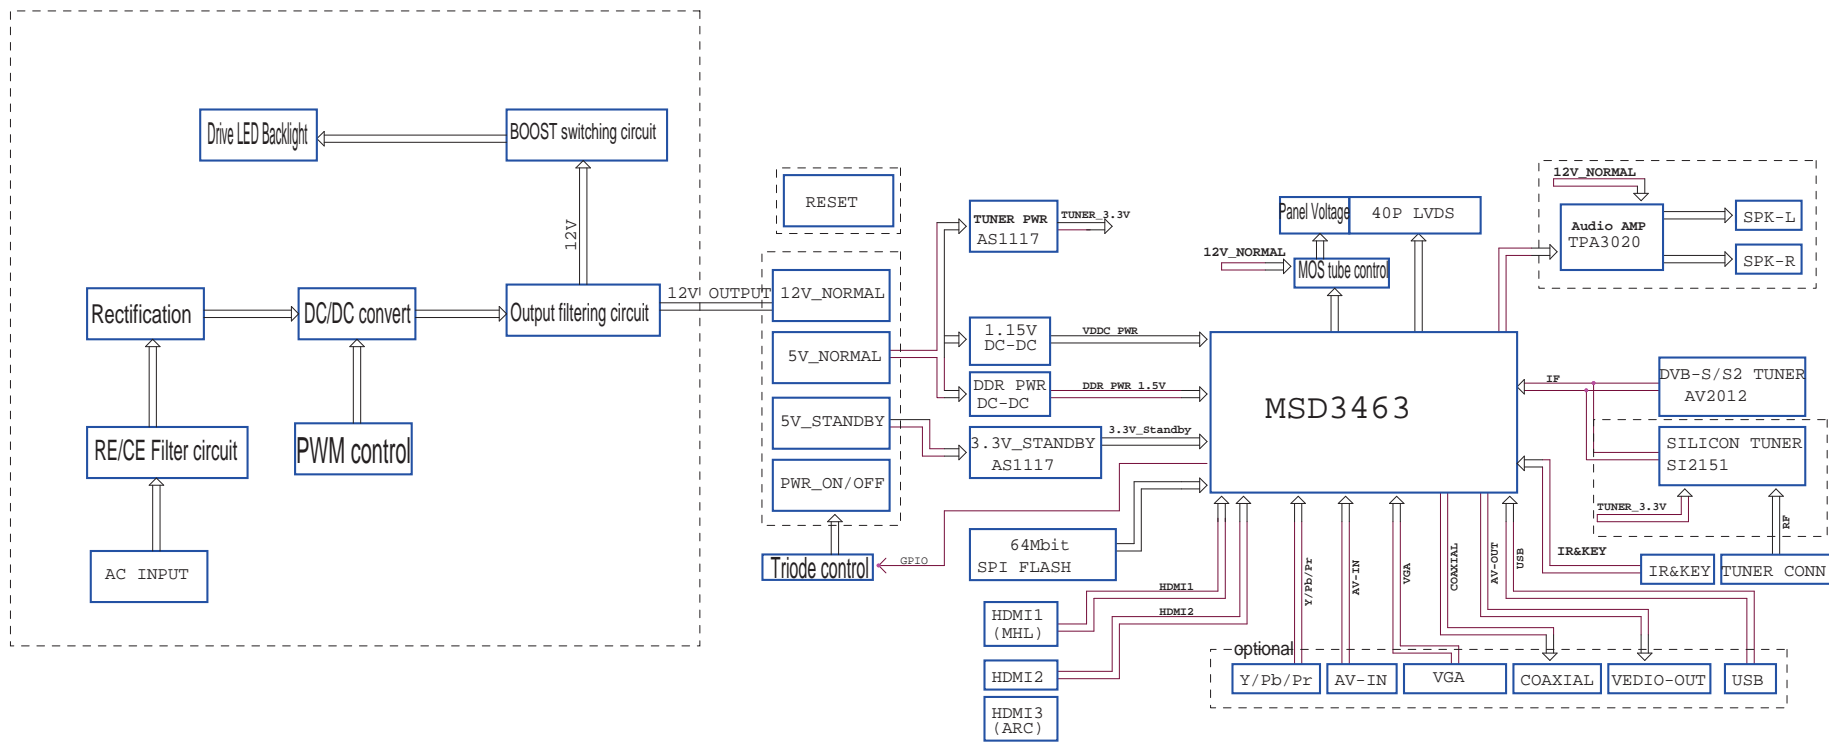 Drive LED Backlight
BOOST switching circuit
12V
Rectification
DC/DC convert
Output filtering circuit
12V OUTPUT
RE/CE Filter circuit
PWM control
AC INPUT
RESET
12V_NORMAL
5V_NORMAL
5V_STANDBY
PWR_ON/OFF
Triode control
GPIO
TUNER PWR
AS1117
TUNER_3.3V
1.15V
DC-DC
VDDC PWR
DDR PWR
DC-DC
DDR PWR 1.5V
3.3V_STANDBY
AS1117
3.3V_Standby
64Mbit
SPI FLASH
HDMI1
HDMI2
HDMI1
(MHL)
HDMI2
HDMI3
(ARC)
Panel Voltage
40P LVDS
12V_NORMAL
MOS tube control
MSD3463
12V_NORMAL
Audio AMP
TPA3020
SPK-L
SPK-R
IF
DVB-S/S2 TUNER
AV2012
SILICON TUNER
SI2151
TUNER_3.3V
RF
IR&KEY
IR&KEY
TUNER CONN
Y/Pb/Pr
AV-IN
VGA
COAXIAL
AV-OUT
USB
optional
Y/Pb/Pr
AV-IN
VGA
COAXIAL
VEDIO-OUT
USB